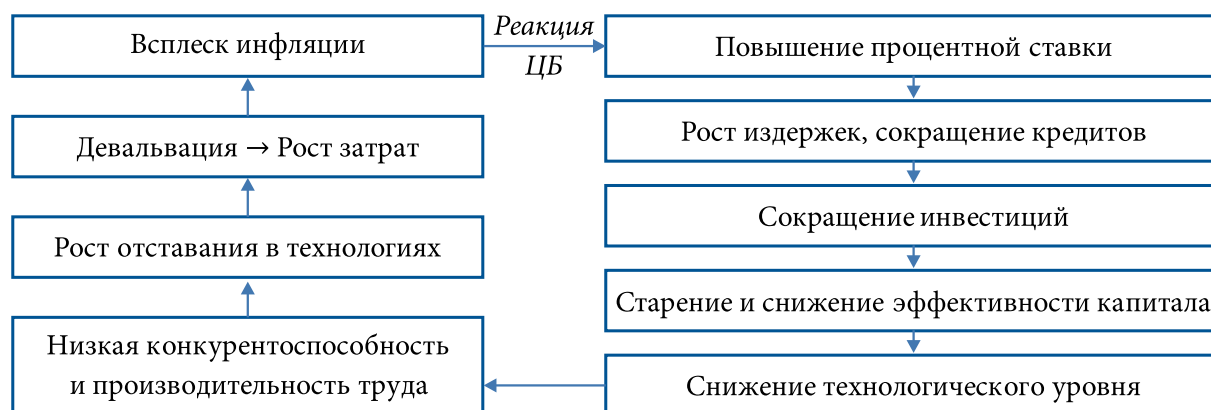 Всплеск инфляции
Реакция
ЦБ
Повышение процентной ставки
Девальвация → Рост затрат
Рост издержек, сокращение кредитов
Рост отставания в технологиях
Сокращение инвестиций
Старение и снижение эффективности капитала
Низкая конкурентоспособность
и производительность труда
Снижение технологического уровня